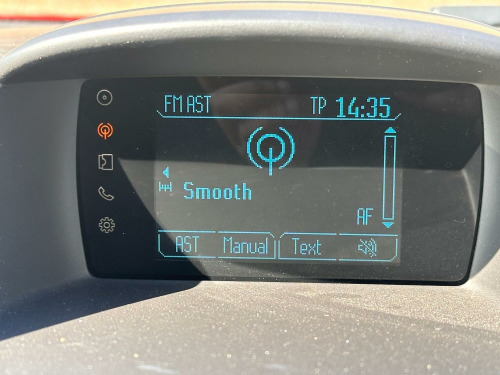 FM AST TP 14:35
Smooth
AF
AST Manual Text